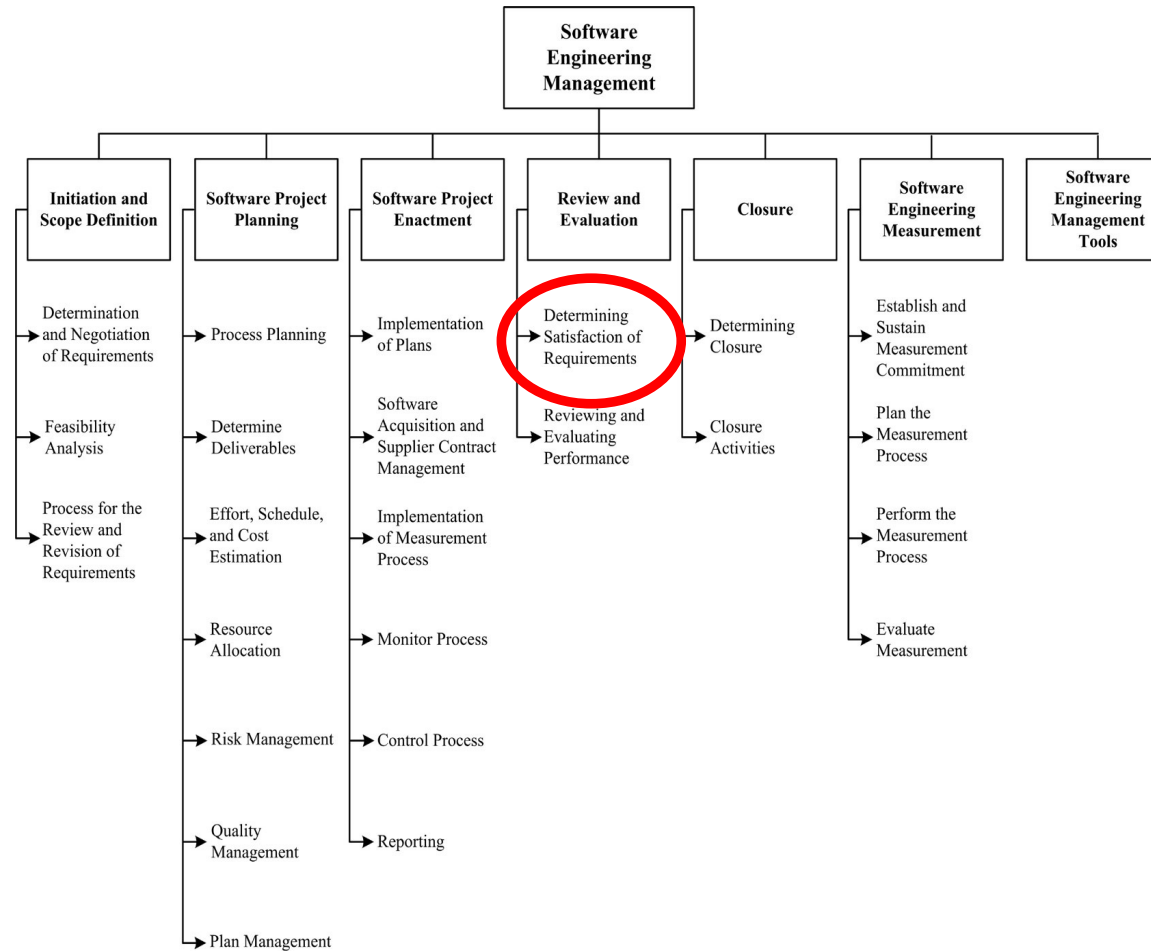 Software
Engineering
Management
Initiation and
Scope Definition
Software Project
Planning
Software Project
Enactment
Review and
Evaluation
Closure
Software
Engineering
Measurement
Software
Engineering
Management
Tools
Determination
and Negotiation
of Requirements
Feasibility
Analysis
Process for the
Review and
Revision of
Requirements
Process Planning
Determine
Deliverables
Effort, Schedule,
and Cost
Estimation
Resource
Allocation
Risk Management
Quality
Management
Plan Management
Implementation
of Plans
Software
Acquisition and
Supplier Contract
Management
Implementation
of Measurement
Process
Monitor Process
Control Process
Reporting
Determining
Satisfaction of
Requirements
Reviewing and
Evaluating
Performance
Determining
Closure
Closure
Activities
Establish and
Sustain
Measurement
Commitment
Plan the
Measurement
Process
Perform the
Measurement
Process
Evaluate
Measurement